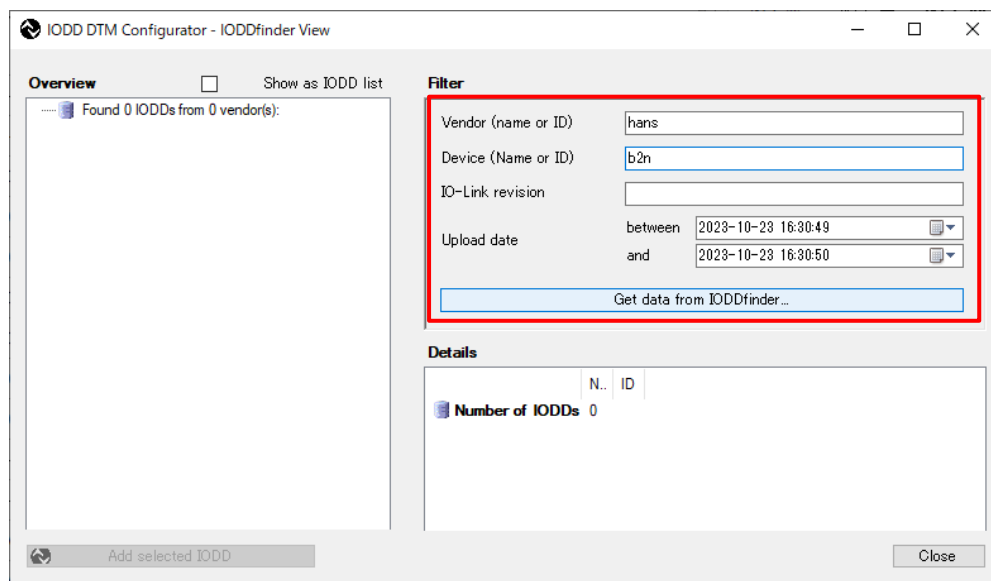 IODD DTM Configurator - IODDfinder View
Overview
Show as IODD list
Found 0 IODDs from 0 vendor(s):
Add selected IODD
Filter
Vendor (name or ID) hans
Device (Name or ID) b2n
IO-Link revision
Upload date
between 2023-10-23 16:30:49
and 2023-10-23 16:30:50
Get data from IODDfinder...
Details
N.. ID
Number of IODDs 0
Close